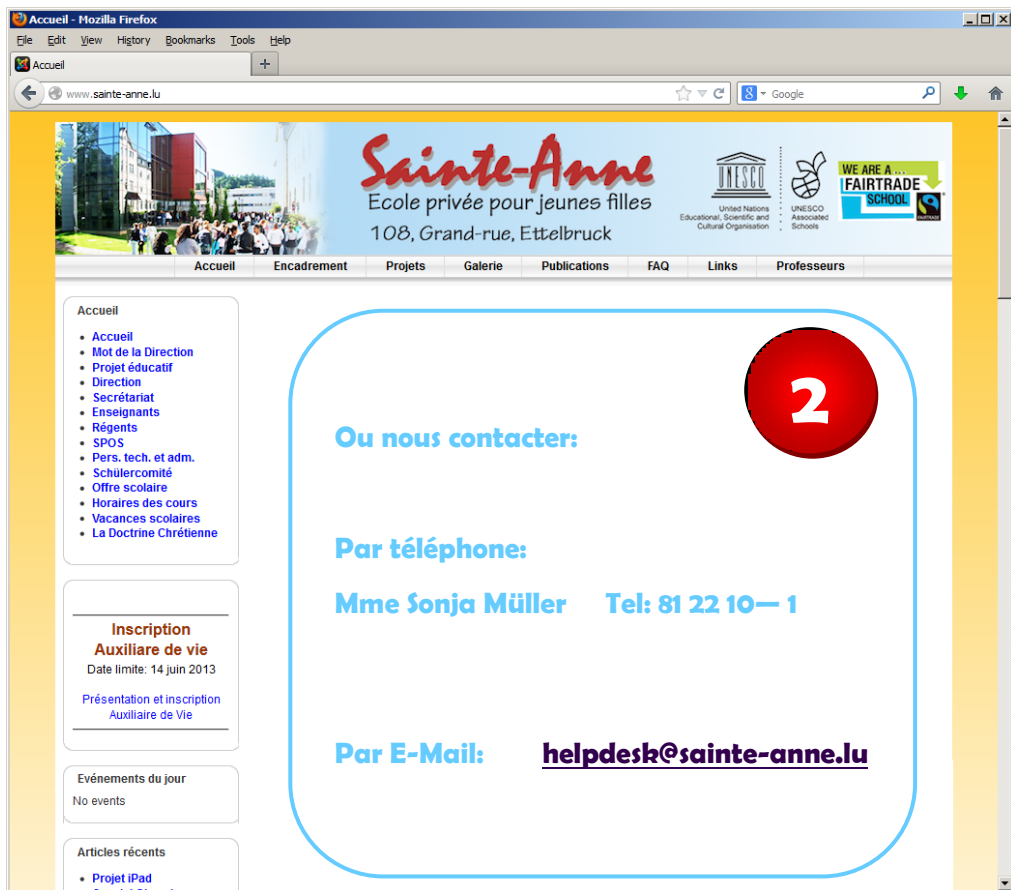 Accueil - Mozilla Firefox
File Edit View History Bookmarks Tools Help
Accueil
www.sainte-anne.lu
Google
Sainte-Anne
Ecole privée pour jeunes filles
108, Grand-rue, Ettelbruck
UNESCO
United Nations
Educational, Scientific and
Cultural Organisation
UNESCO
Associated
Schools
WE ARE A ...
FAIRTRADE
SCHOOL
FAIRTRADE
Accueil Encadrement Projets Galerie Publications FAQ Links Professeurs
Accueil
Accueil
Mot de la Direction
Projet éducatif
Direction
Secrétariat
Enseignants
Régents
SPOS
Pers. tech. et adm.
Schülercomité
Offre scolaire
Horaires des cours
Vacances scolaires
La Doctrine Chrétienne
Inscription
Auxiliare de vie
Date limite: 14 juin 2013
Présentation et inscription
Auxiliaire de Vie
Evénements du jour
No events
Articles récents
Projet iPad
2
Ou nous contacter:
Par téléphone:
Mme Sonja Müller Tel: 81 22 10— 1
Par E-Mail: helpdesk@sainte-anne.lu